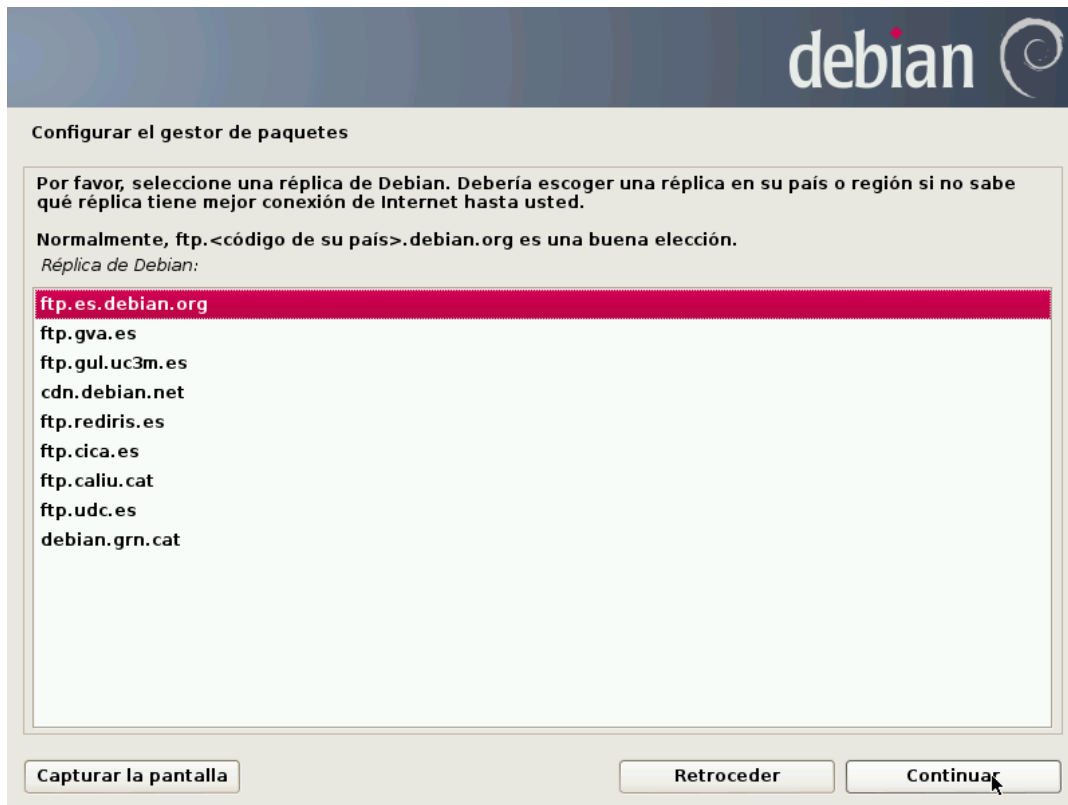 debian
Configurar el gestor de paquetes
Por favor, seleccione una réplica de Debian. Debería escoger una réplica en su país o región si no sabe
qué réplica tiene mejor conexión de Internet hasta usted.
Normalmente, ftp.<código de su país>.debian.org es una buena elección.
Réplica de Debian:
ftp.es.debian.org
ftp.gva.es
ftp.gul.uc3m.es
cdn.debian.net
ftp.rediris.es
ftp.cica.es
ftp.caliu.cat
ftp.udc.es
debian.grn.cat
Capturar la pantalla
Retroceder
Continuar